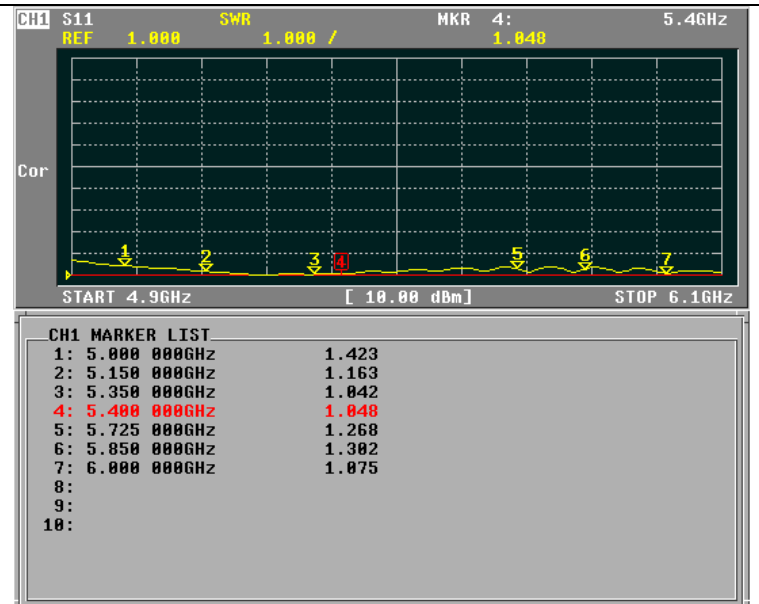 CH1 S11 SWR MKR 4: 5.4GHz
REF 1.000 1.000 / 1.048
Cor
1 2 3 4 5 6 7
START 4.9GHz [ 10.00 dBm] STOP 6.1GHz
CH1 MARKER LIST
1: 5.000 000GHz 1.423
2: 5.150 000GHz 1.163
3: 5.350 000GHz 1.042
4: 5.400 000GHz 1.048
5: 5.725 000GHz 1.268
6: 5.850 000GHz 1.302
7: 6.000 000GHz 1.075
8:
9:
10: